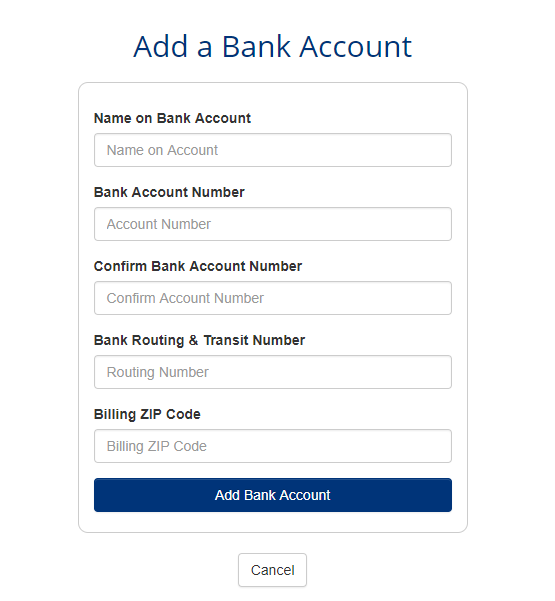 Add a Bank Account
Name on Bank Account
Name on Account
Bank Account Number
Account Number
Confirm Bank Account Number
Confirm Account Number
Bank Routing & Transit Number
Routing Number
Billing ZIP Code
Billing ZIP Code
Add Bank Account
Cancel